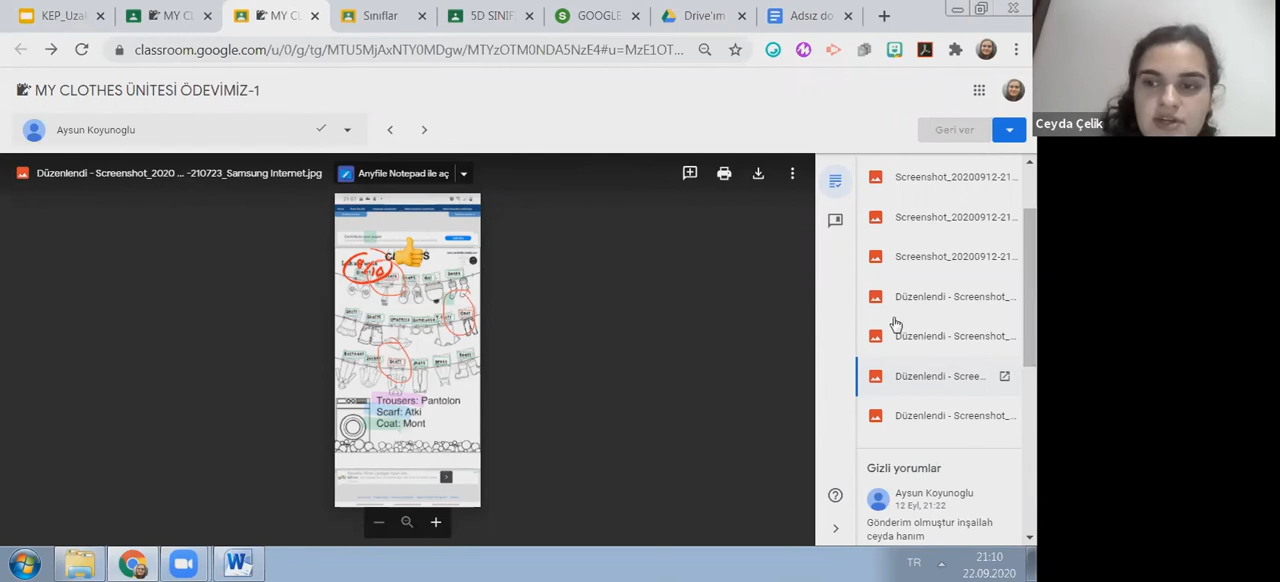 KEP_Uzak
MY C
MY CL
Sınıflar
5D SINIF
GOOGLE
Drive'ım
Adsız do
classroom.google.com/u/0/g/tg/MTU5MjAxNTY0MDgw/MTYzOTM0NDA5NzE4#u=MzE1OT...
MY CLOTHES ÜNİTESİ ÖDEVİMİZ-1
Ceyda Çelik
Aysun Koyunoglu
Geri ver
Düzenlendi - Screenshot_2020 ... -210723_Samsung Internet.jpg
Anyfile Notepad ile aç
Screenshot_20200912-21...
Screenshot_20200912-21...
Screenshot_20200912-21...
Düzenlendi - Screenshot_...
Düzenlendi - Screenshot_...
Düzenlendi - Scree...
Düzenlendi - Screenshot_...
Trousers: Pantolon
Scarf: Atkı
Coat: Mont
Gizli yorumlar
Aysun Koyunoglu
12 Eyl, 21:22
Gönderim olmuştur inşailah
ceyda hanım
TR
21:10
22.09.2020